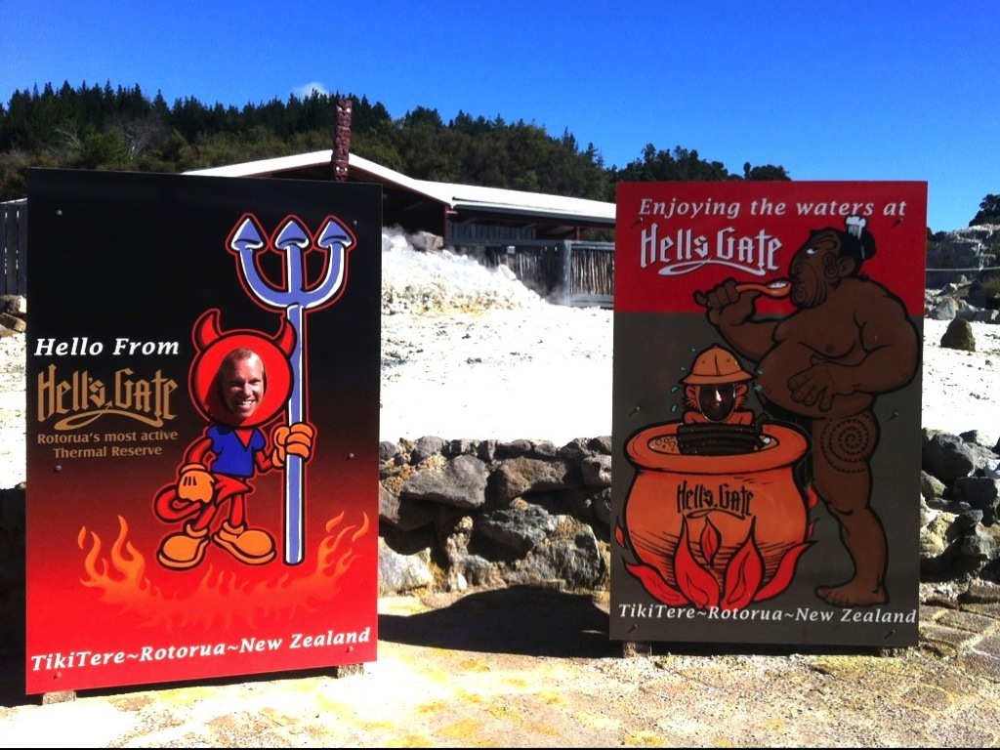 Hello From
Hell's Gate
Rotorua's most active
Thermal Reserve
TikiTere~Rotorua~New Zealand
Enjoying the waters at
Hell's Gate
Hell's Gate
TikiTere~Rotorua~New Zealand